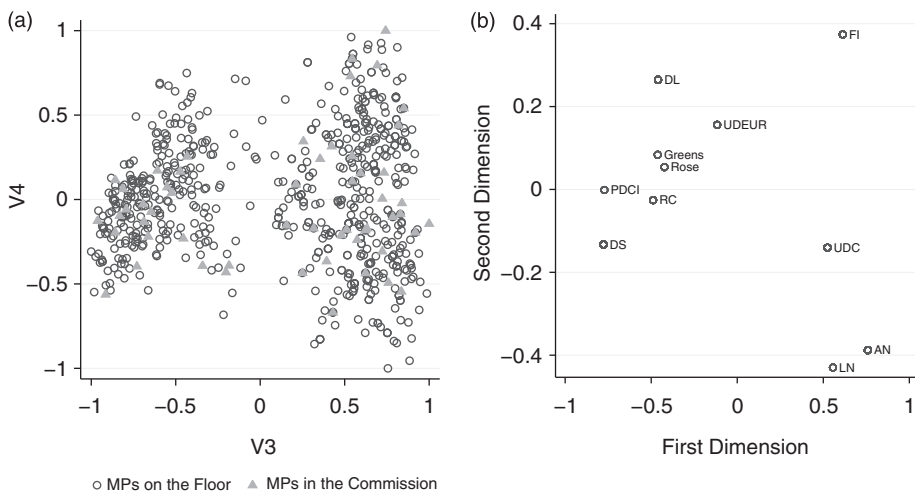 (a)
1
0.5
0
−0.5
−1
V4
−1 −0.5 0 0.5 1
V3
MPs on the Floor MPs in the Commission
(b)
0.4
0.2
0
−0.2
−0.4
Second Dimension
FI
DL
UDEUR
Greens
Rose
PDCI
RC
DS
UDC
AN
LN
−1 −0.5 0 0.5 1
First Dimension